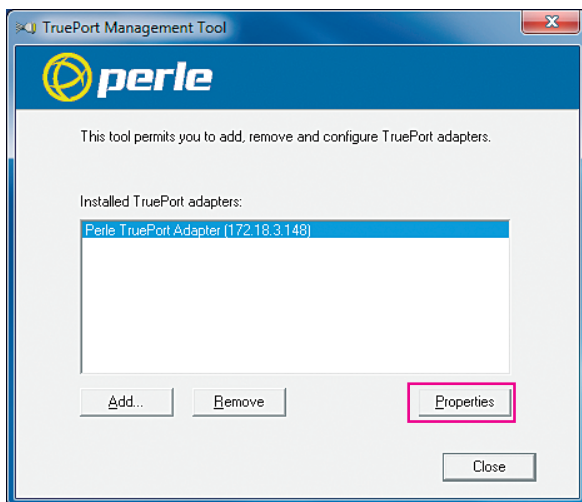 TruePort Management Tool
perle
This tool permits you to add, remove and configure TruePort adapters.
Installed TruePort adapters:
Perle TruePort Adapter (172.18.3.148)
Add... Remove Properties
Close